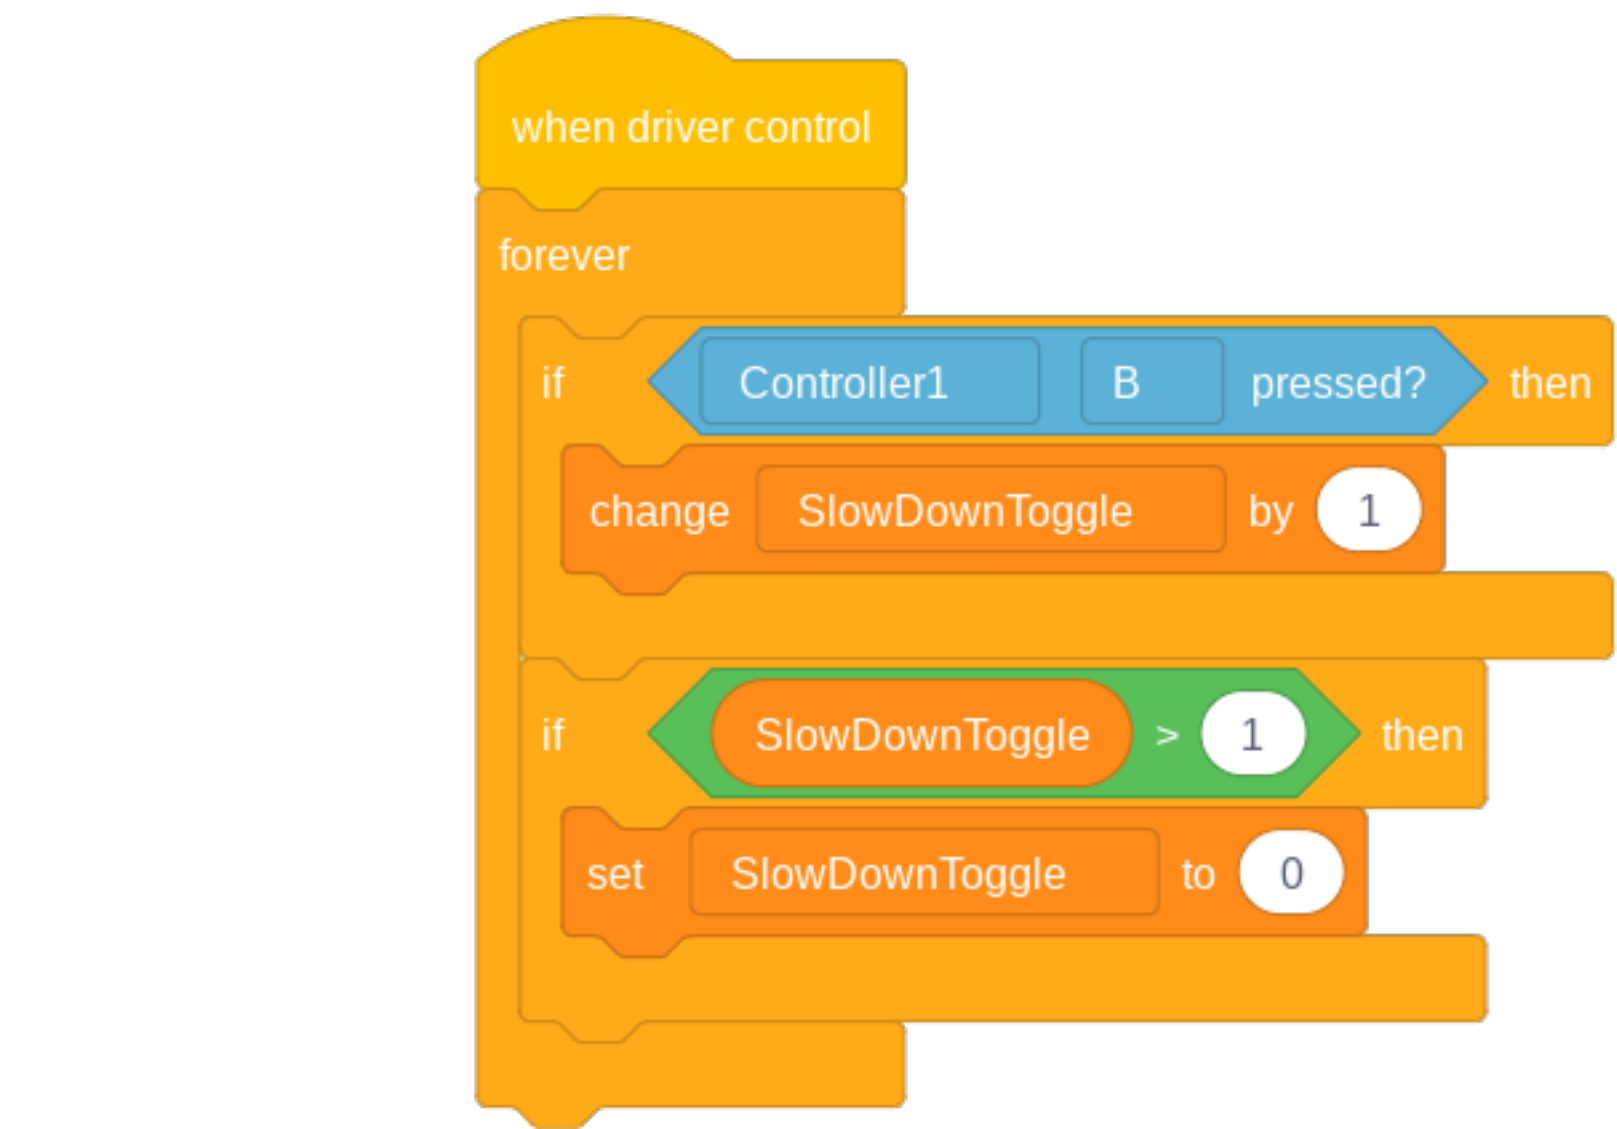 when driver control
forever
if Controller1 B pressed? then
change SlowDownToggle by 1
if SlowDownToggle > 1 then
set SlowDownToggle to 0